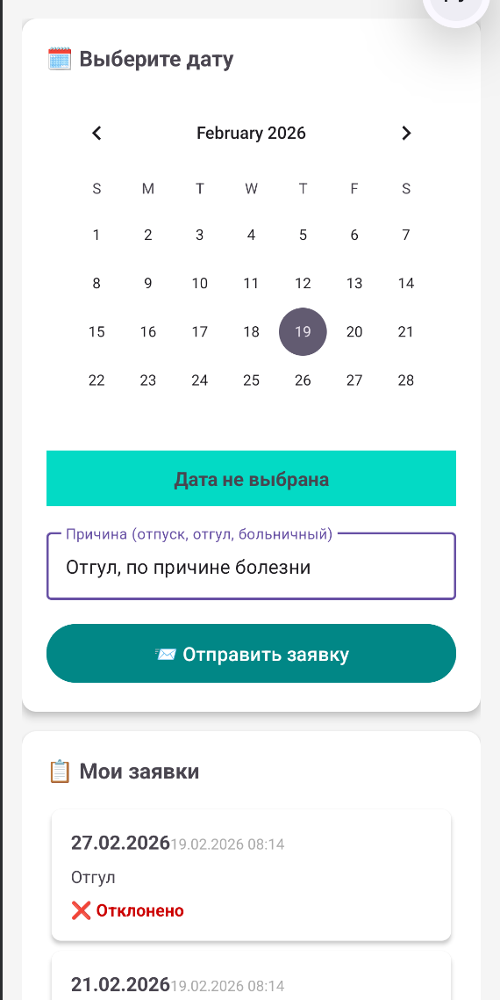 Выберите дату
February 2026
S M T W T F S
1 2 3 4 5 6 7
8 9 10 11 12 13 14
15 16 17 18 19 20 21
22 23 24 25 26 27 28
Дата не выбрана
Причина (отпуск, отгул, больничный)
Отгул, по причине болезни
Отправить заявку
Мои заявки
27.02.2026 19.02.2026 08:14
Отгул
Отклонено
21.02.2026 19.02.2026 08:14